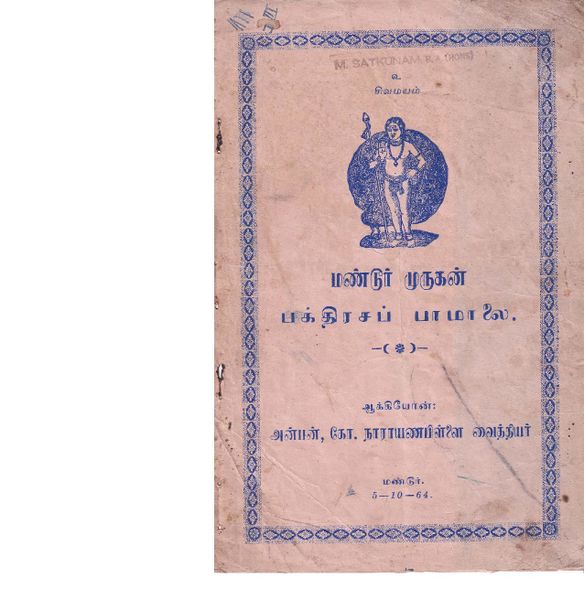 M. SATKUNAM B.A (HONS)
உ
சிவமயம்
மண்டூர் முருகன்
பக்திரசப் பாமாலை.
—( ❋ )—
ஆக்கியோன்:
அன்பன், கோ. நாராயணபிள்ளை வைத்தியர்
மண்டூர்.
5—10—64.